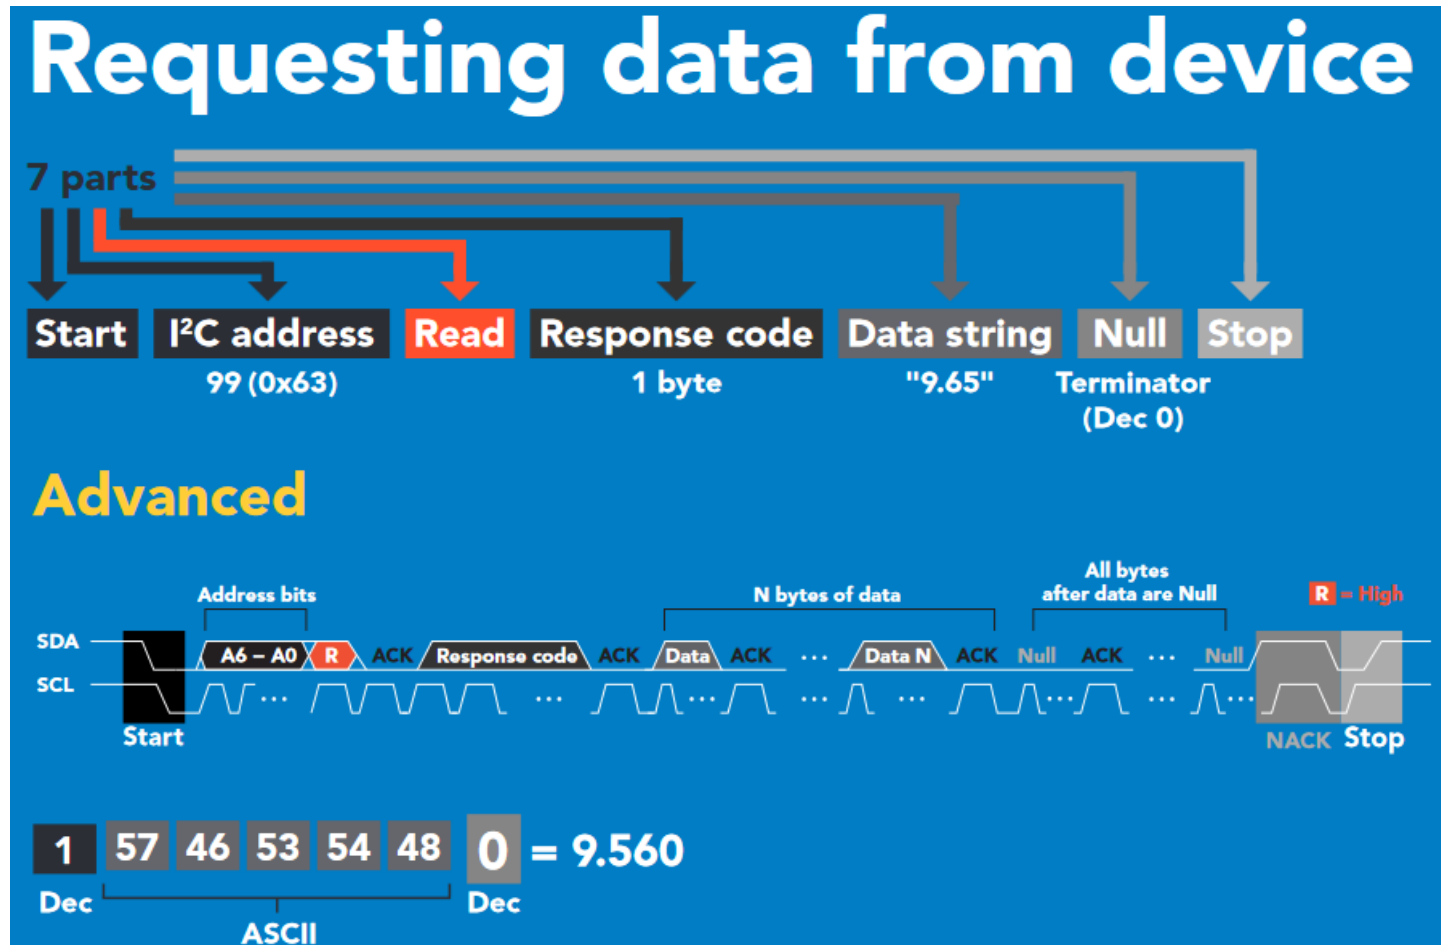 Requesting data from device
7 parts
Start I²C address Read Response code Data string Null Stop
99 (0x63) 1 byte "9.65" Terminator
(Dec 0)
Advanced
Address bits N bytes of data All bytes
after data are Null R = High
SDA A6 – A0 R ACK Response code ACK Data ACK ... Data N ACK Null ACK ... Null
SCL ... ... ... ... ... ... ... ...
Start NACK Stop
1 57 46 53 54 48 0 = 9.560
Dec Dec
ASCII